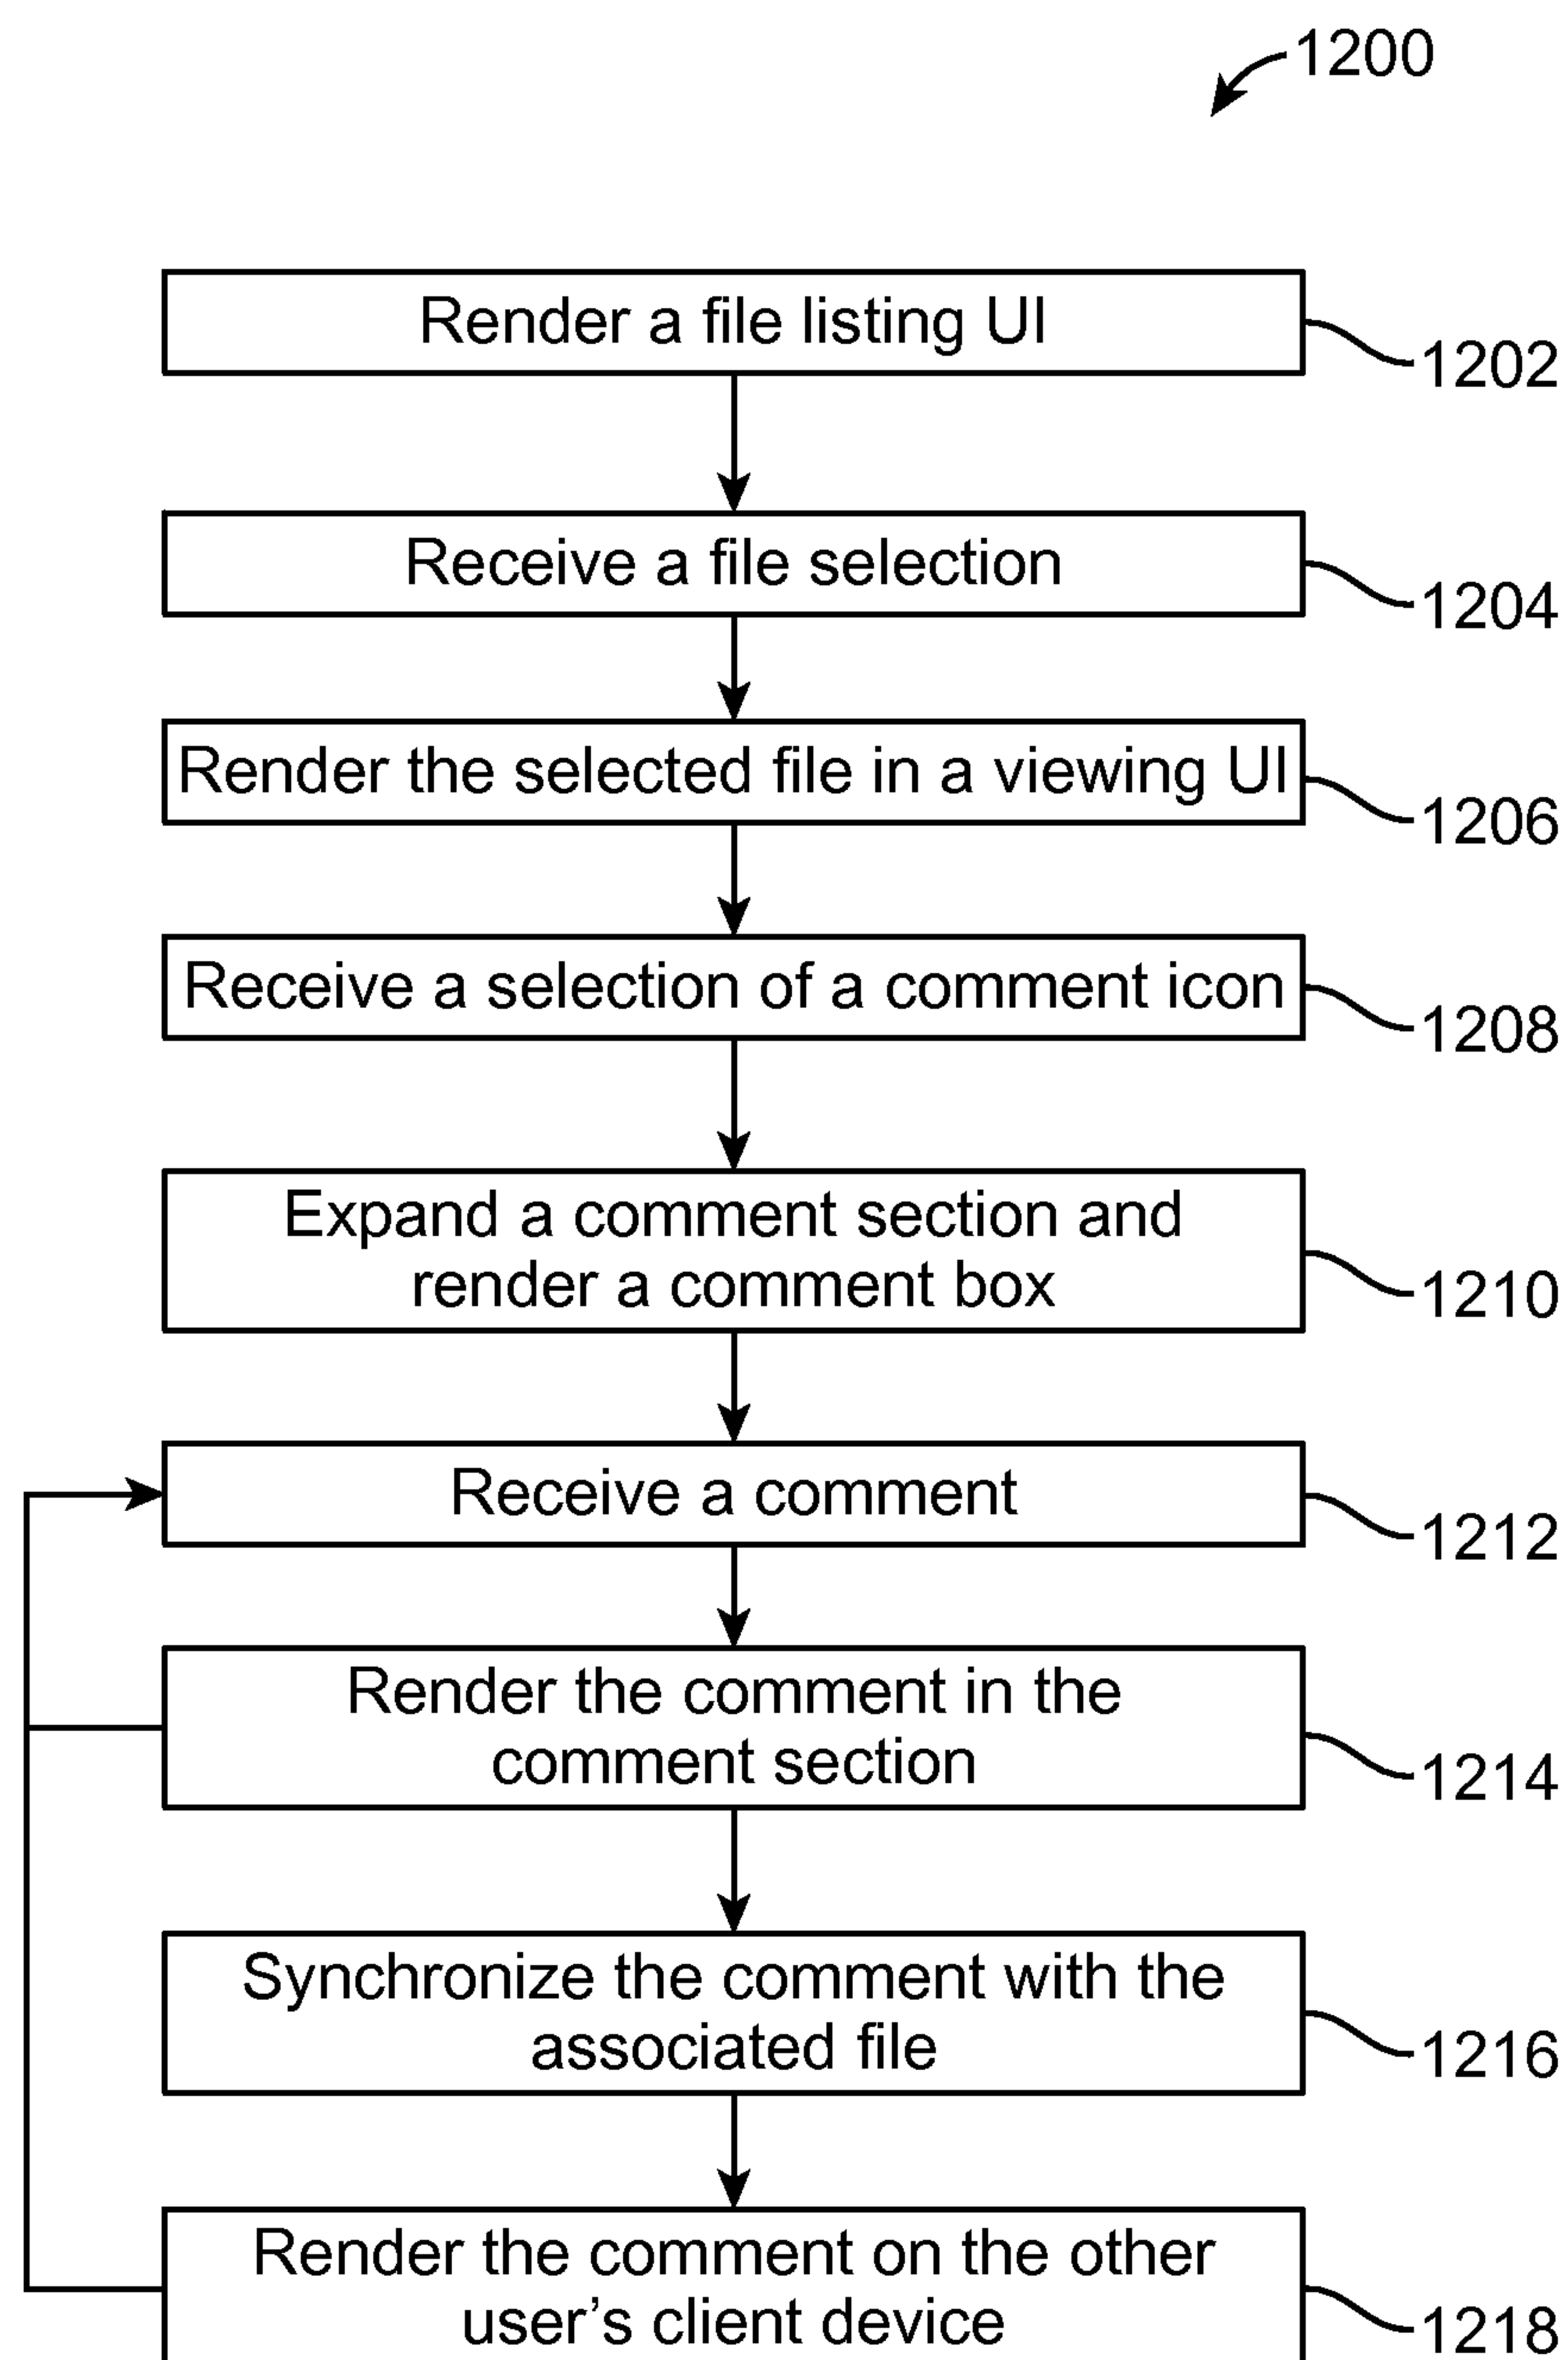 1200
Render a file listing UI
1202
Receive a file selection
1204
Render the selected file in a viewing UI
1206
Receive a selection of a comment icon
1208
Expand a comment section and
render a comment box
1210
Receive a comment
1212
Render the comment in the
comment section
1214
Synchronize the comment with the
associated file
1216
Render the comment on the other
user’s client device
1218